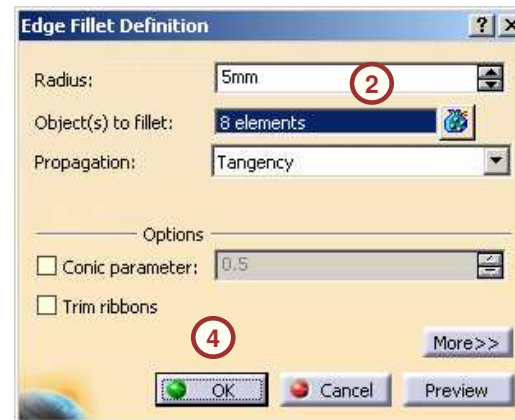 Edge Fillet Definition ? ×
Radius: 5mm 2
Object(s) to fillet: 8 elements
Propagation: Tangency
Options
Conic parameter: 0.5
Trim ribbons
4
More>>
OK Cancel Preview